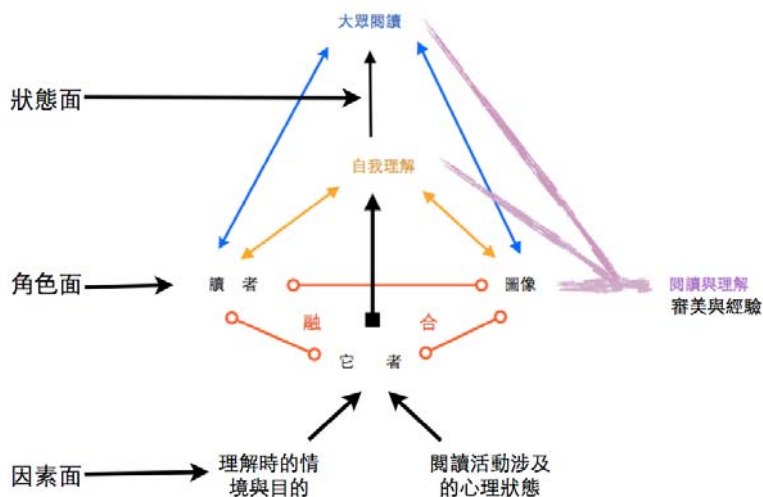 大眾閱讀
狀態面
自我理解
角色面
讀 者
圖像
閱讀與理解
審美與經驗
融 合
它 者
因素面
理解時的情
境與目的
閱讀活動涉及
的心理狀態